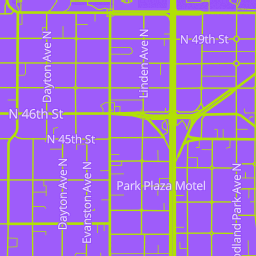 N 49th St
Linden Ave N
Dayton Ave N
N 46th St
N 45th St
Dayton Ave N
Evanston Ave N
Park Plaza Motel
odland Park Ave N